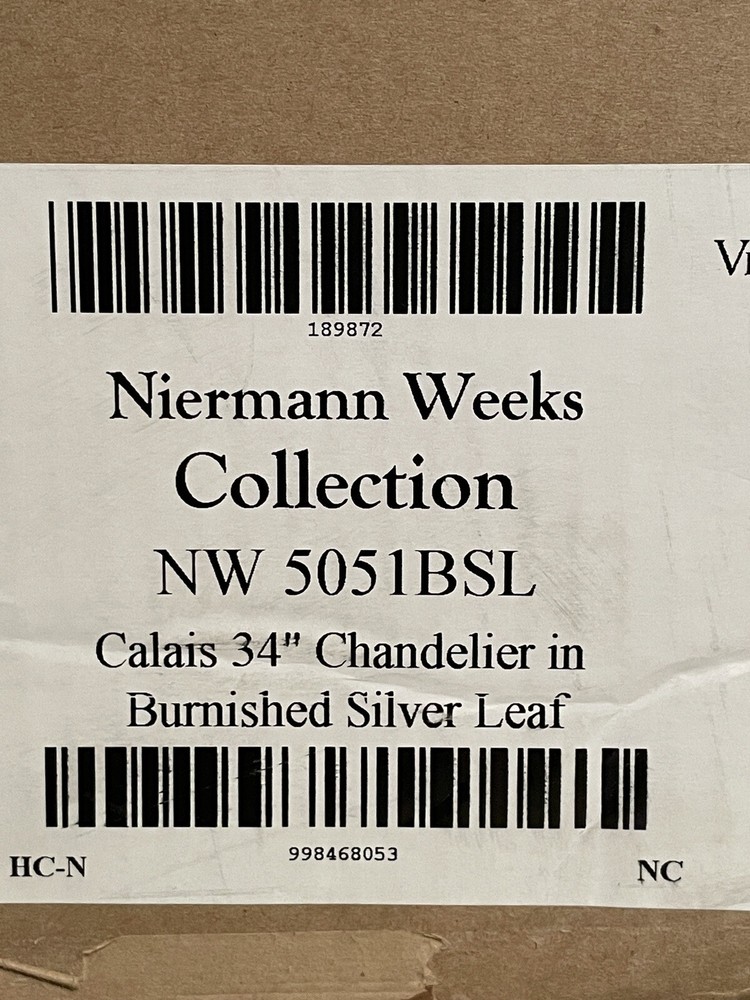 189872
Niermann Weeks
Collection
NW 5051BSL
Calais 34" Chandelier in
Burnished Silver Leaf
998468053
HC-N
NC